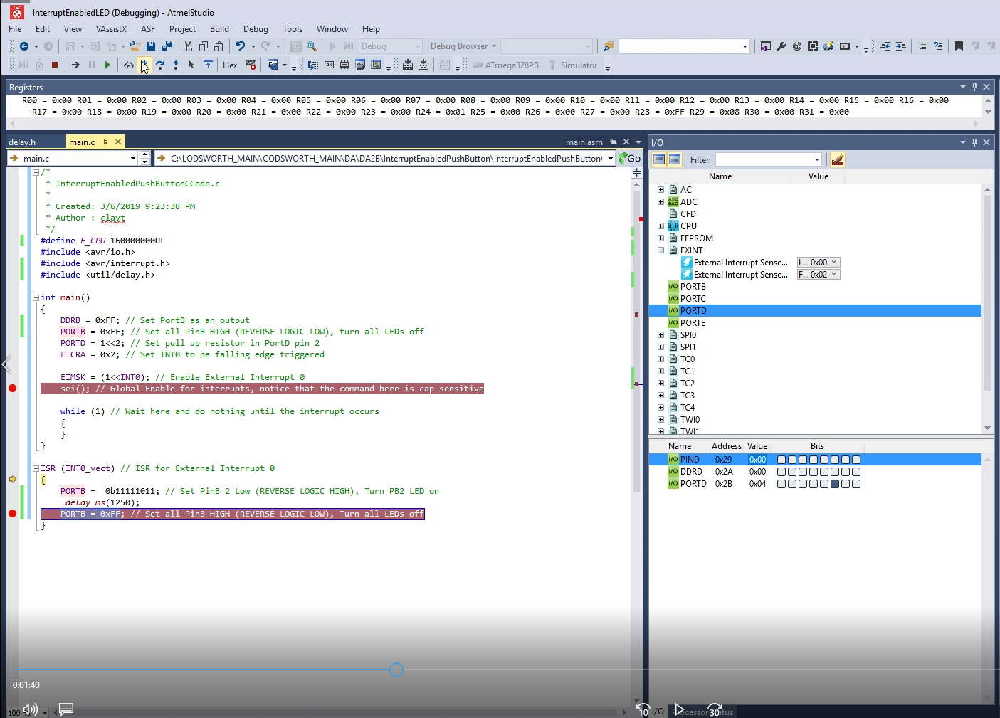 InterruptEnabledLED (Debugging) - AtmelStudio
File Edit View VAssistX ASF Project Build Debug Tools Window Help
Debug Debug Browser
Hex ATmega328PB Simulator
Registers
R00 = 0x00 R01 = 0x00 R02 = 0x00 R03 = 0x00 R04 = 0x00 R05 = 0x00 R06 = 0x00 R07 = 0x00 R08 = 0x00 R09 = 0x00 R10 = 0x00 R11 = 0x00 R12 = 0x00 R13 = 0x00 R14 = 0x00 R15 = 0x00 R16 = 0x00
R17 = 0x00 R18 = 0x00 R19 = 0x00 R20 = 0x00 R21 = 0x00 R22 = 0x00 R23 = 0x00 R24 = 0x01 R25 = 0x00 R26 = 0x00 R27 = 0x00 R28 = 0xFF R29 = 0x08 R30 = 0x00 R31 = 0x00
delay.h main.c main.asm
main.c C:\LODSWORTH_MAIN\CODSWORTH_MAIN\DA\DA2B\InterruptEnabledPushButton\InterruptEnabledPushButton Go
/*
* InterruptEnabledPushButtonCCode.c
*
* Created: 3/6/2019 9:23:38 PM
* Author : clayt
*/
#define F_CPU 160000000UL
#include <avr/io.h>
#include <avr/interrupt.h>
#include <util/delay.h>
int main()
{
DDRB = 0xFF; // Set PortB as an output
PORTB = 0xFF; // Set all PinB HIGH (REVERSE LOGIC LOW), turn all LEDs off
PORTD = 1<<2; // Set pull up resistor in PortD pin 2
EICRA = 0x2; // Set INT0 to be falling edge triggered
EIMSK = (1<<INT0); // Enable External Interrupt 0
sei(); // Global Enable for interrupts, notice that the command here is cap sensitive
while (1) // Wait here and do nothing until the interrupt occurs
{
}
}
ISR (INT0_vect) // ISR for External Interrupt 0
{
PORTB = 0b11111011; // Set PinB 2 Low (REVERSE LOGIC HIGH), Turn PB2 LED on
_delay_ms(1250);
PORTB = 0xFF; // Set all PinB HIGH (REVERSE LOGIC LOW), Turn all LEDs off
}
I/O
Filter:
Name Value
AC
ADC
CFD
CPU
EEPROM
EXINT
External Interrupt Sense... L.. 0x00
External Interrupt Sense... F.. 0x02
PORTB
PORTC
PORTD
PORTE
SPI0
SPI1
TC0
TC1
TC2
TC3
TC4
TWI0
TWI1
Name Address Value Bits
PIND 0x29 0x00
DDRD 0x2A 0x00
PORTD 0x2B 0x04
0:01:40
100 %
10 30
I/O Processor Status